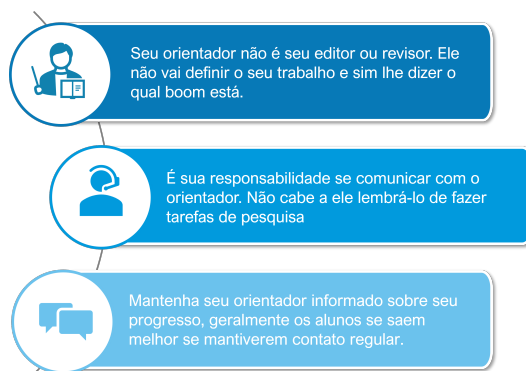 Seu orientador não é seu editor ou revisor. Ele
não vai definir o seu trabalho e sim lhe dizer o
qual boom está.
É sua responsabilidade se comunicar com o
orientador. Não cabe a ele lembrá-lo de fazer
tarefas de pesquisa
Mantenha seu orientador informado sobre seu
progresso, geralmente os alunos se saem
melhor se mantiverem contato regular.